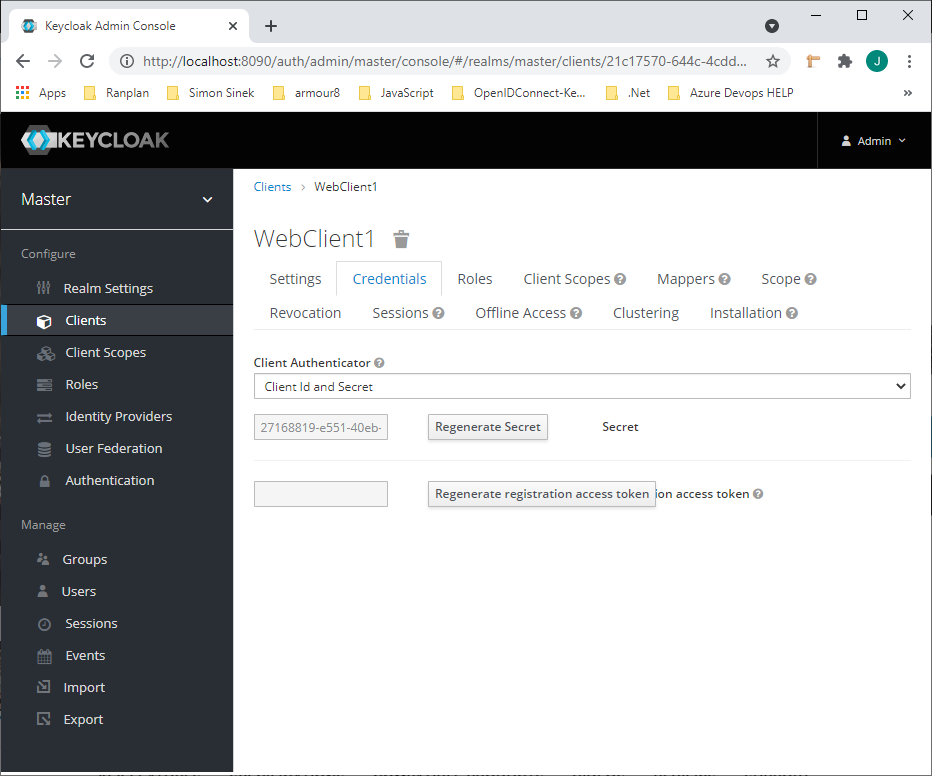 Keycloak Admin Console
http://localhost:8090/auth/admin/master/console/#/realms/master/clients/21c17570-644c-4cdd...
J
Apps Ranplan Simon Sinek armour8 JavaScript OpenIDConnect-Ke... .Net Azure Devops HELP »
KEYCLOAK Admin
Master
Configure
Realm Settings
Clients
Client Scopes
Roles
Identity Providers
User Federation
Authentication
Manage
Groups
Users
Sessions
Events
Import
Export
Clients > WebClient1
WebClient1
Settings Credentials Roles Client Scopes Mappers Scope
Revocation Sessions Offline Access Clustering Installation
Client Authenticator
Client Id and Secret
27168819-e551-40eb- Regenerate Secret Secret
Regenerate registration access token ion access token